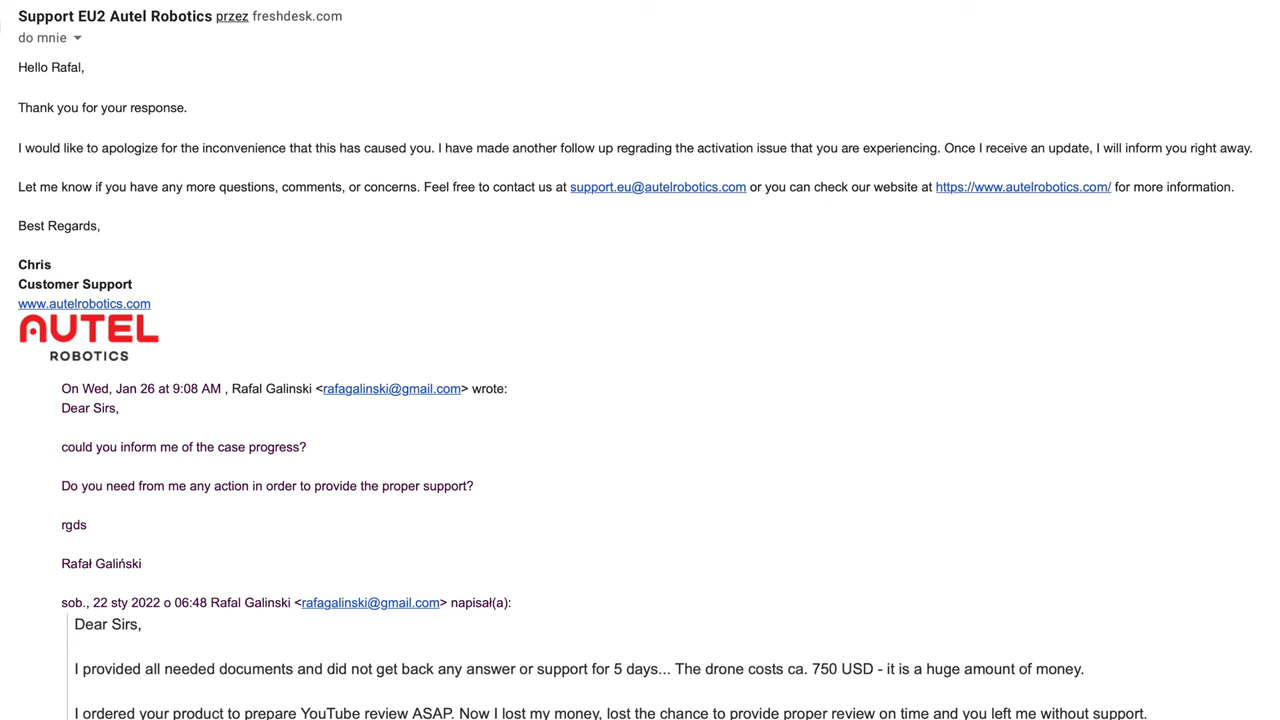 Support EU2 Autel Robotics przez freshdesk.com
do mnie
Hello Rafal,
Thank you for your response.
I would like to apologize for the inconvenience that this has caused you. I have made another follow up regrading the activation issue that you are experiencing. Once I receive an update, I will inform you right away.
Let me know if you have any more questions, comments, or concerns. Feel free to contact us at support.eu@autelrobotics.com or you can check our website at https://www.autelrobotics.com/ for more information.
Best Regards,
Chris
Customer Support
www.autelrobotics.com
AUTEL
ROBOTICS
On Wed, Jan 26 at 9:08 AM , Rafal Galinski <rafagalinski@gmail.com> wrote:
Dear Sirs,
could you inform me of the case progress?
Do you need from me any action in order to provide the proper support?
rgds
Rafał Galiński
sob., 22 sty 2022 o 06:48 Rafal Galinski <rafagalinski@gmail.com> napisał(a):
Dear Sirs,
I provided all needed documents and did not get back any answer or support for 5 days... The drone costs ca. 750 USD - it is a huge amount of money.
I ordered your product to prepare YouTube review ASAP. Now I lost my money, lost the chance to provide proper review on time and you left me without support.